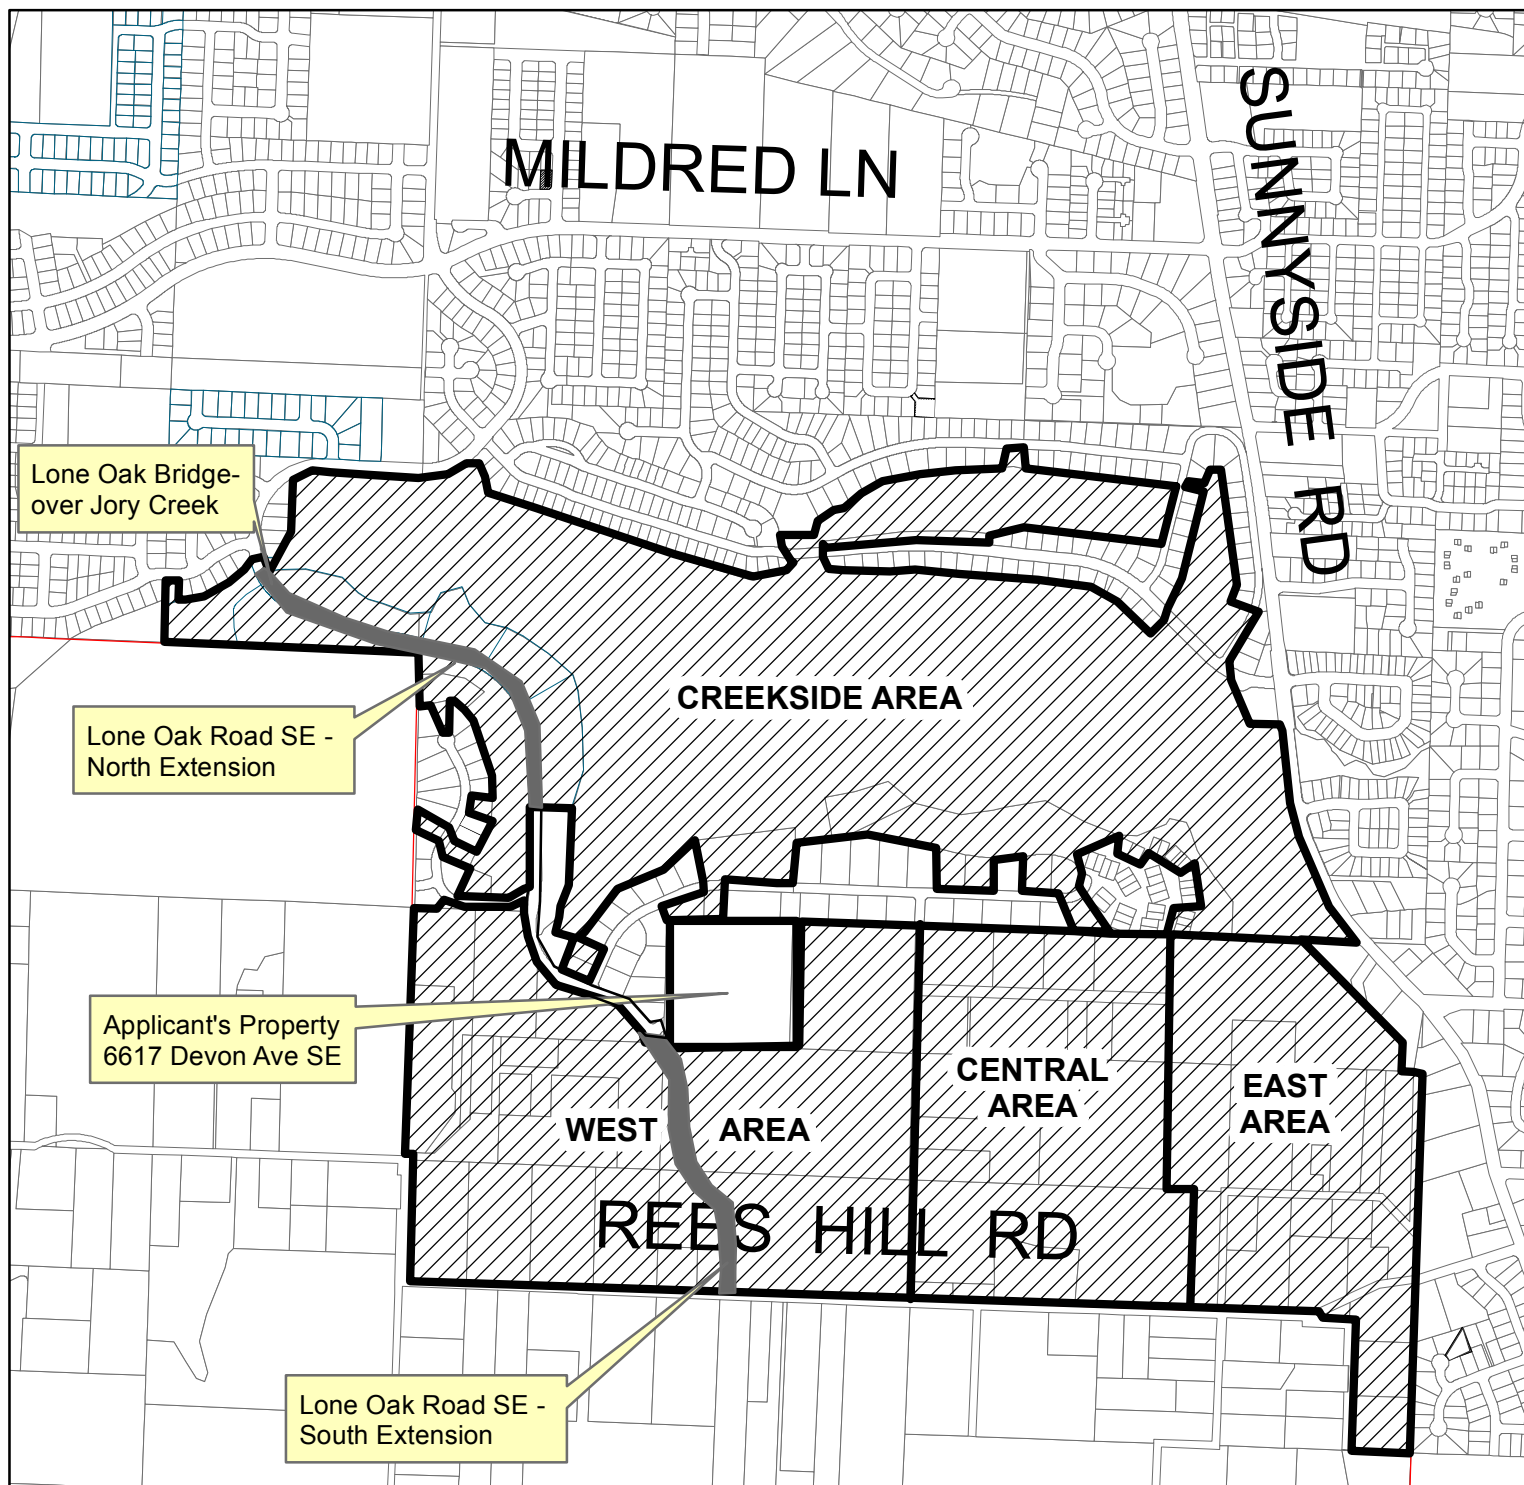 MILDRED LN
SUNNYSIDE RD
Lone Oak Bridge-
over Jory Creek
CREEKSIDE AREA
Lone Oak Road SE -
North Extension
Applicant's Property
6617 Devon Ave SE
CENTRAL
AREA
EAST
AREA
WEST AREA
REES HILL RD
Lone Oak Road SE -
South Extension